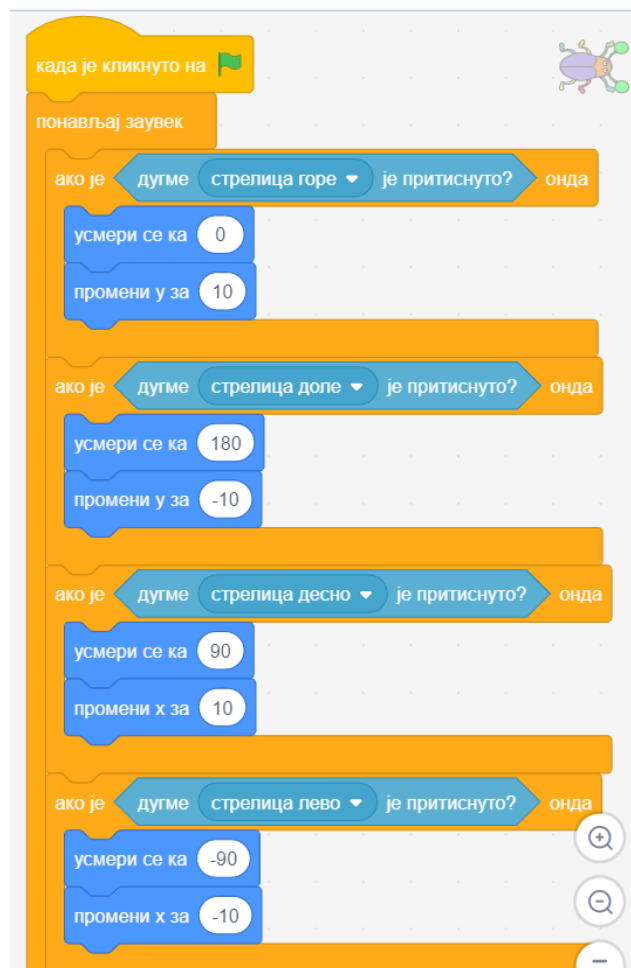 када је кликнуто на
понављај заувек
ако је дугме стрелица горе је притиснуто? онда
усмери се ка 0
промени у за 10
ако је дугме стрелица доле је притиснуто? онда
усмери се ка 180
промени у за -10
ако је дугме стрелица десно је притиснуто? онда
усмери се ка 90
промени х за 10
ако је дугме стрелица лево је притиснуто? онда
усмери се ка -90
промени х за -10